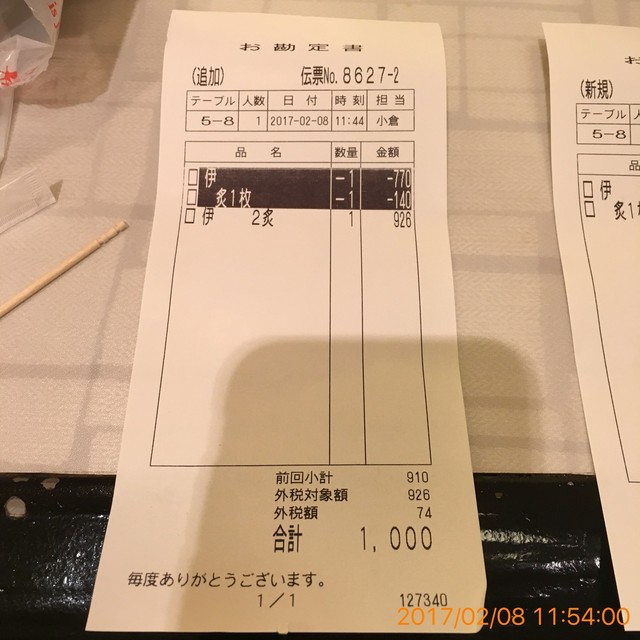 お勘定書
(追加) 伝票No. 8627-2
テーブル 人数 日付 時刻 担当
5-8 1 2017-02-08 11:44 小倉
品名 数量 金額
□ 伊 -1 -770
□ 炙1枚 -1 -140
□ 伊 2炙 1 926
前回小計 910
外税対象額 926
外税額 74
合計 1,000
毎度ありがとうございます。
1/1 127340
お
(新規)
テーブル
5-8
□ 伊
□ 炙1
2017/02/08 11:54:00